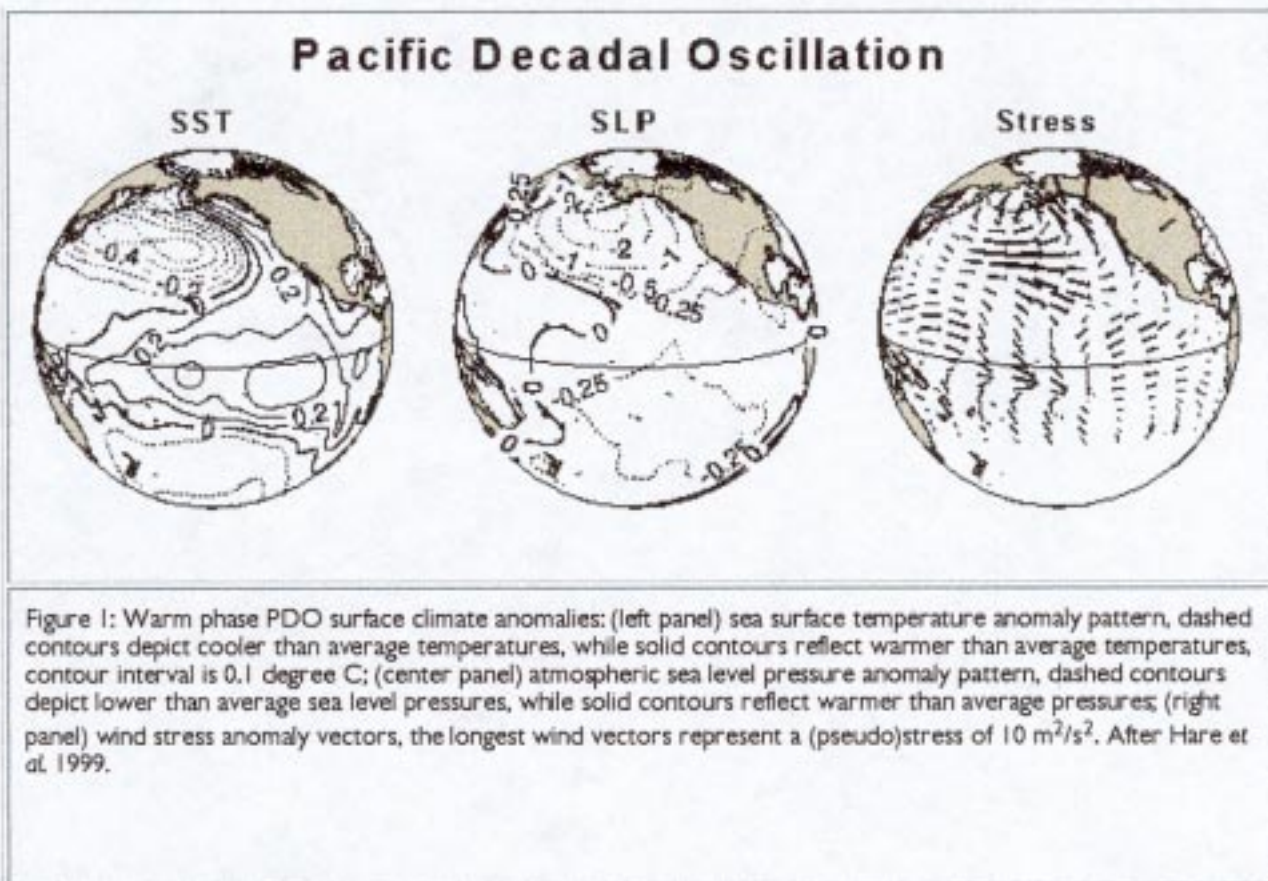 Pacific Decadal Oscillation
SST
SLP
Stress
-0.4
0.2
0.2
0.2
-1
-2
-1
-1
-0.5
-0.25
0.25
0
0
0
0
-0.25
-0.25
0
Figure 1: Warm phase PDO surface climate anomalies: (left panel) sea surface temperature anomaly pattern, dashed
contours depict cooler than average temperatures, while solid contours reflect warmer than average temperatures,
contour interval is 0.1 degree C; (center panel) atmospheric sea level pressure anomaly pattern, dashed contours
depict lower than average sea level pressures, while solid contours reflect warmer than average pressures; (right
panel) wind stress anomaly vectors, the longest wind vectors represent a (pseudo)stress of 10 m²/s². After Hare et
al. 1999.